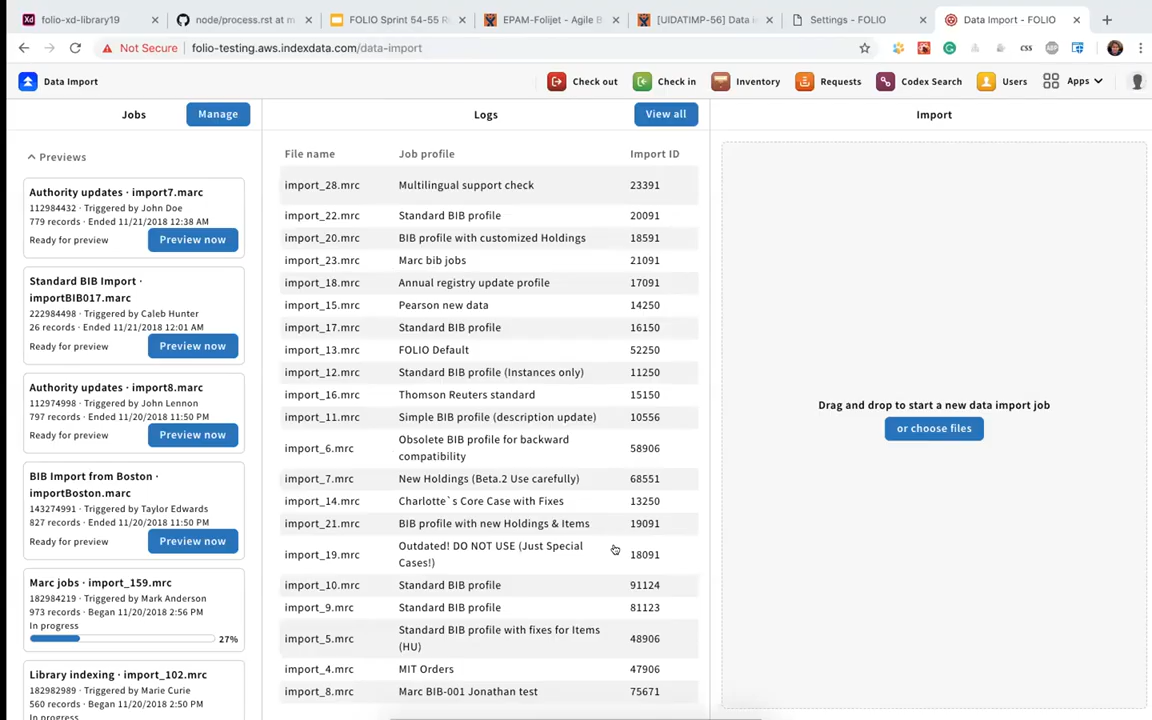 folio-xd-library19
node/process.rst at m
FOLIO Sprint 54-55 R
EPAM-Folijet - Agile B
[UIDATIMP-56] Data i
Settings - FOLIO
Data Import - FOLIO
Not Secure
folio-testing.aws.indexdata.com/data-import
CSS
ABP
Data Import
Check out
Check in
Inventory
Requests
Codex Search
Users
Apps
Jobs
Manage
Previews
Authority updates · import7.marc
112984432 · Triggered by John Doe
779 records · Ended 11/21/2018 12:38 AM
Ready for preview
Preview now
Standard BIB Import ·
importBIB017.marc
222984498 · Triggered by Caleb Hunter
26 records · Ended 11/21/2018 12:01 AM
Ready for preview
Preview now
Authority updates · import8.marc
112974998 · Triggered by John Lennon
797 records · Ended 11/20/2018 11:50 PM
Ready for preview
Preview now
BIB Import from Boston ·
importBoston.marc
143274991 · Triggered by Taylor Edwards
827 records · Ended 11/20/2018 11:50 PM
Ready for preview
Preview now
Marc jobs · import_159.mrc
182984219 · Triggered by Mark Anderson
973 records · Began 11/20/2018 2:56 PM
In progress
27%
Library indexing · import_102.mrc
182982989 · Triggered by Marie Curie
560 records · Began 11/20/2018 2:50 PM
In progress
Logs
View all
File name Job profile Import ID
import_28.mrc Multilingual support check 23391
import_22.mrc Standard BIB profile 20091
import_20.mrc BIB profile with customized Holdings 18591
import_23.mrc Marc bib jobs 21091
import_18.mrc Annual registry update profile 17091
import_15.mrc Pearson new data 14250
import_17.mrc Standard BIB profile 16150
import_13.mrc FOLIO Default 52250
import_12.mrc Standard BIB profile (Instances only) 11250
import_16.mrc Thomson Reuters standard 15150
import_11.mrc Simple BIB profile (description update) 10556
import_6.mrc Obsolete BIB profile for backward
compatibility 58906
import_7.mrc New Holdings (Beta.2 Use carefully) 68551
import_14.mrc Charlotte`s Core Case with Fixes 13250
import_21.mrc BIB profile with new Holdings & Items 19091
import_19.mrc Outdated! DO NOT USE (Just Special
Cases!) 18091
import_10.mrc Standard BIB profile 91124
import_9.mrc Standard BIB profile 81123
import_5.mrc Standard BIB profile with fixes for Items
(HU) 48906
import_4.mrc MIT Orders 47906
import_8.mrc Marc BIB-001 Jonathan test 75671
Import
Drag and drop to start a new data import job
or choose files